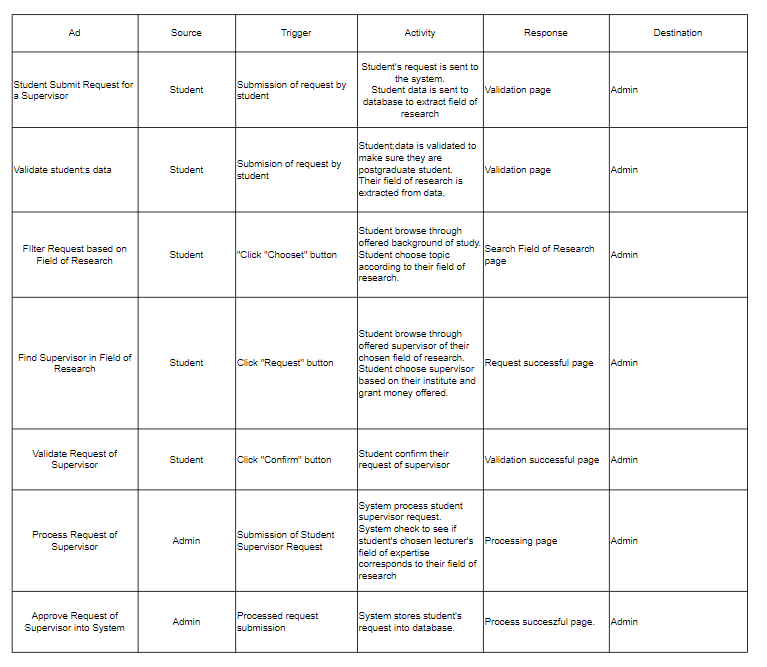 Ad
Source
Trigger
Activity
Response
Destination
Student Submit Request for
a Supervisor
Student
Submission of request by
student
Student's request is sent to
the system.
Student data is sent to
database to extract field of
research
Validation page
Admin
Validate student;s data
Student
Submision of request by
student
Student;data is validated to
make sure they are
postgraduate student.
Their field of research is
extracted from data,
Validation page
Admin
FIlter Request based on
Field of Research
Student
"Click "Chooset" button
Student browse through
offered background of study.
Student choose topic
according to their field of
research.
Search Field of Research
page
Admin
Find Supervisor in Field of
Research
Student
Click "Request" button
Student browse through
offered supervisor of their
chosen field of research.
Student choose supervisor
based on their institute and
grant money offered.
Request successful page
Admin
Validate Request of
Supervisor
Student
Click "Confirm" button
Student confirm their
request of supervisor
Validation successful page
Admin
Process Request of
Supervisor
Admin
Submission of Student
Supervisor Request
System process student
supervisor request.
System check to see if
student's chosen lecturer's
field of expertise
corresponds to their field of
research
Processing page
Admin
Approve Request of
Supervisor into System
Admin
Processed request
submission
System stores student's
request into database.
Process succeszful page.
Admin